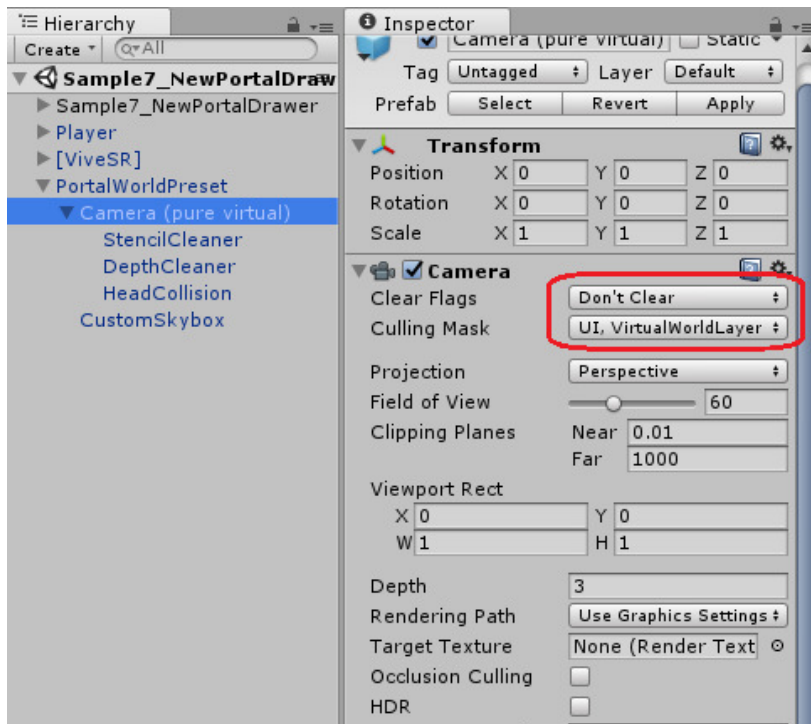 Hierarchy
Create
All
Sample7_NewPortalDraw
Sample7_NewPortalDrawer
Player
[ViveSR]
PortalWorldPreset
Camera (pure virtual)
StencilCleaner
DepthCleaner
HeadCollision
CustomSkybox
Inspector
Camera (pure virtual) Static
Tag Untagged Layer Default
Prefab Select Revert Apply
Transform
Position X 0 Y 0 Z 0
Rotation X 0 Y 0 Z 0
Scale X 1 Y 1 Z 1
Camera
Clear Flags Don't Clear
Culling Mask UI, VirtualWorldLayer
Projection Perspective
Field of View 60
Clipping Planes Near 0.01
Far 1000
Viewport Rect
X 0 Y 0
W 1 H 1
Depth 3
Rendering Path Use Graphics Settings
Target Texture None (Render Text
Occlusion Culling
HDR